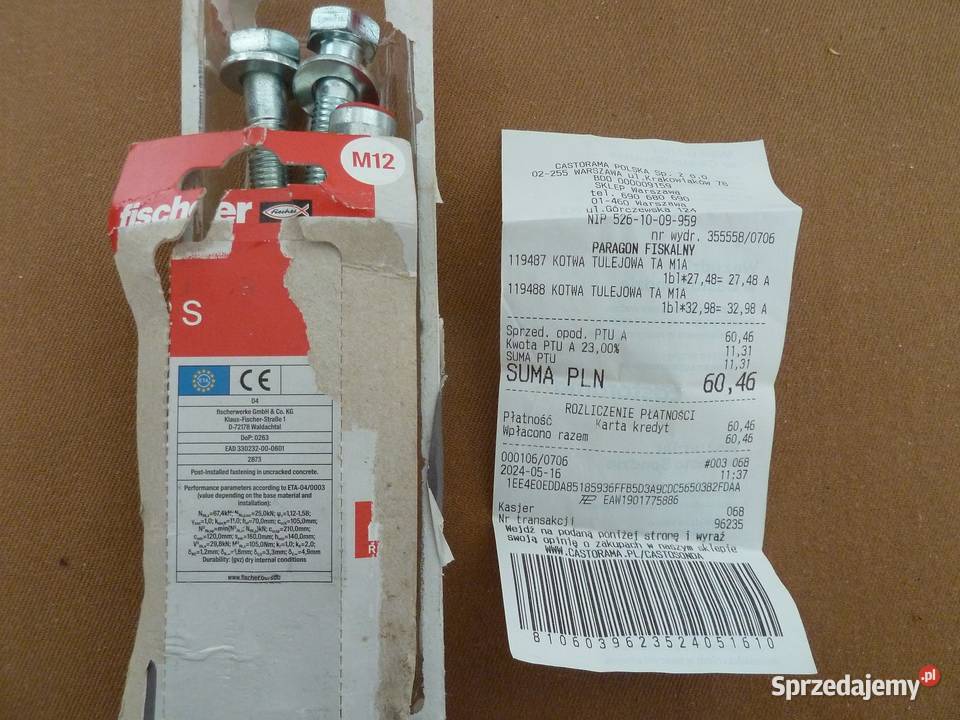 M12
fischer
fischer
S
ETA
CE
04
fischerwerke GmbH & Co. KG
Klaus-Fischer-Straße 1
D-72178 Waldachtal
DoP: 0263
EAD 330232-00-0601
2873
Post-Installed fastening in uncracked concrete.
Performance parameters according to ETA-04/0003
(value depending on the base material and
installation):
Durability: (gvz) dry internal conditions
www.fischer
CASTORAMA POLSKA Sp. z o.o.
02-255 WARSZAWA ul.Krakowiaków 78
BDO 000009159
SKLEP Warszawa
tel. 690 680 690
01-460 Warszawa
ul.Górczewska 124
NIP 526-10-09-959
nr wydr. 355558/0706
PARAGON FISKALNY
119487 KOTWA TULEJOWA TA M1A
1bl*27,48= 27,48 A
119488 KOTWA TULEJOWA TA M1A
1bl*32,98= 32,98 A
Sprzed. opod. PTU A 60,46
Kwota PTU A 23,00% 11,31
SUMA PTU 11,31
SUMA PLN 60,46
ROZLICZENIE PŁATNOŚCI
Płatność Karta kredyt 60,46
Wpłacono razem 60,46
000106/0706 #003 068
2024-05-16 11:37
1EE4E0EDDA85185936FFB5D3A9CDC5650382FDAA
EAW1901775886
Kasjer 068
Nr transakcji 96235
Wejdź na podaną poniżej stronę i wyraź
swoją opinię o zakupach w naszym sklepie
WWW.CASTORAMA.PL/CASTOSONDA
8106039623524051610
Sprzedajemy.pl